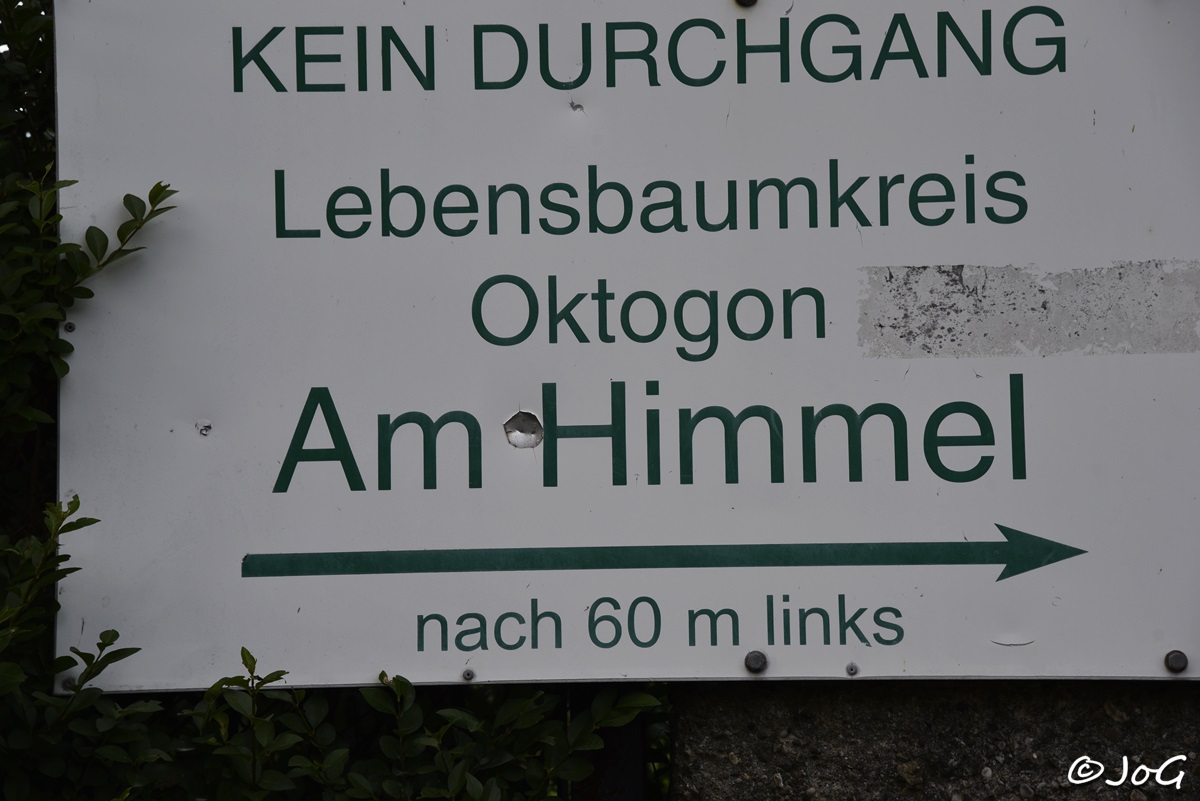 KEIN DURCHGANG
Lebensbaumkreis
Oktogon
Am Himmel
nach 60 m links
©JoG